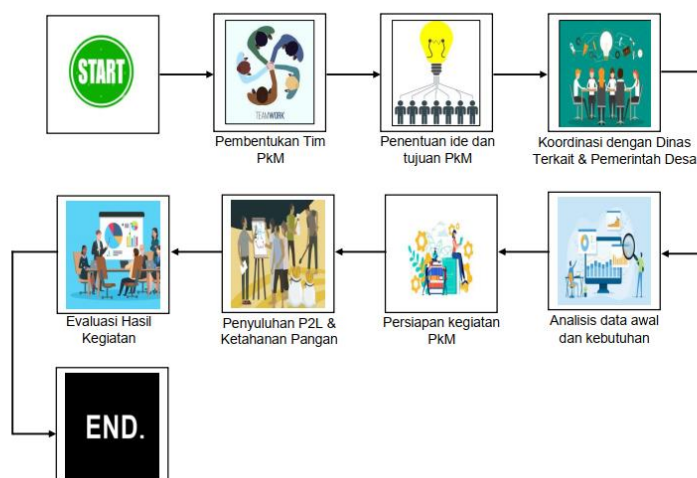 START
TEAMWORK
Pembentukan Tim
PkM
Penentuan ide dan
tujuan PkM
Koordinasi dengan Dinas
Terkait & Pemerintah Desa
Analisis data awal
dan kebutuhan
Persiapan kegiatan
PkM
Penyuluhan P2L &
Ketahanan Pangan
Evaluasi Hasil
Kegiatan
END.